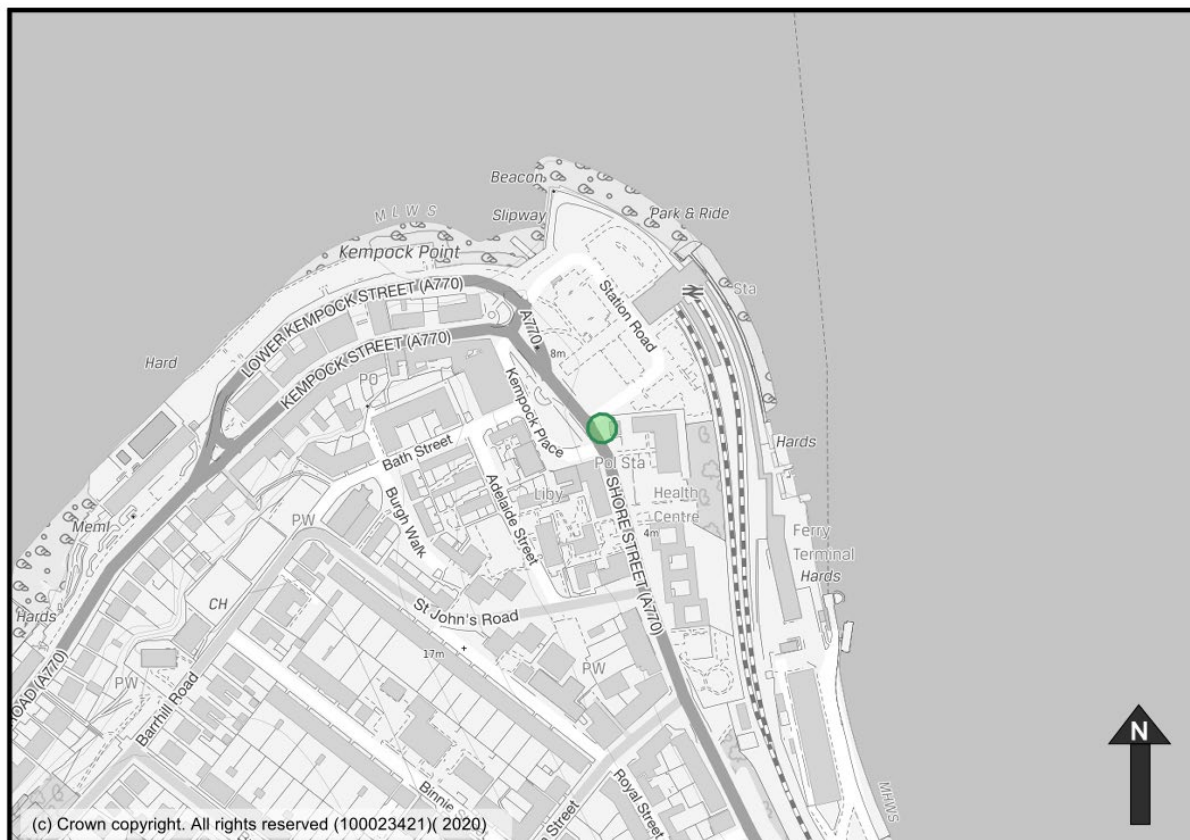 Beacon
MLWS
Slipway
Park & Ride
Kempock Point
Sta
LOWER KEMPOCK STREET (A770)
Station Road
A770
8m
Hard
KEMPOCK STREET (A770)
PO
Kempock Place
Bath Street
Hards
Pol Sta
Liby
Health
Centre
SHORE STREET (A770)
Adelaide Street
Burgh Walk
Meml
PW
4m
Ferry
Terminal
Hards
CH
St John's Road
Hards
17m
PW
PW
ROAD (A770)
Barrhill Road
N
Royal Street
Binnie
Street
MHWS
(c) Crown copyright. All rights reserved (100023421)( 2020)